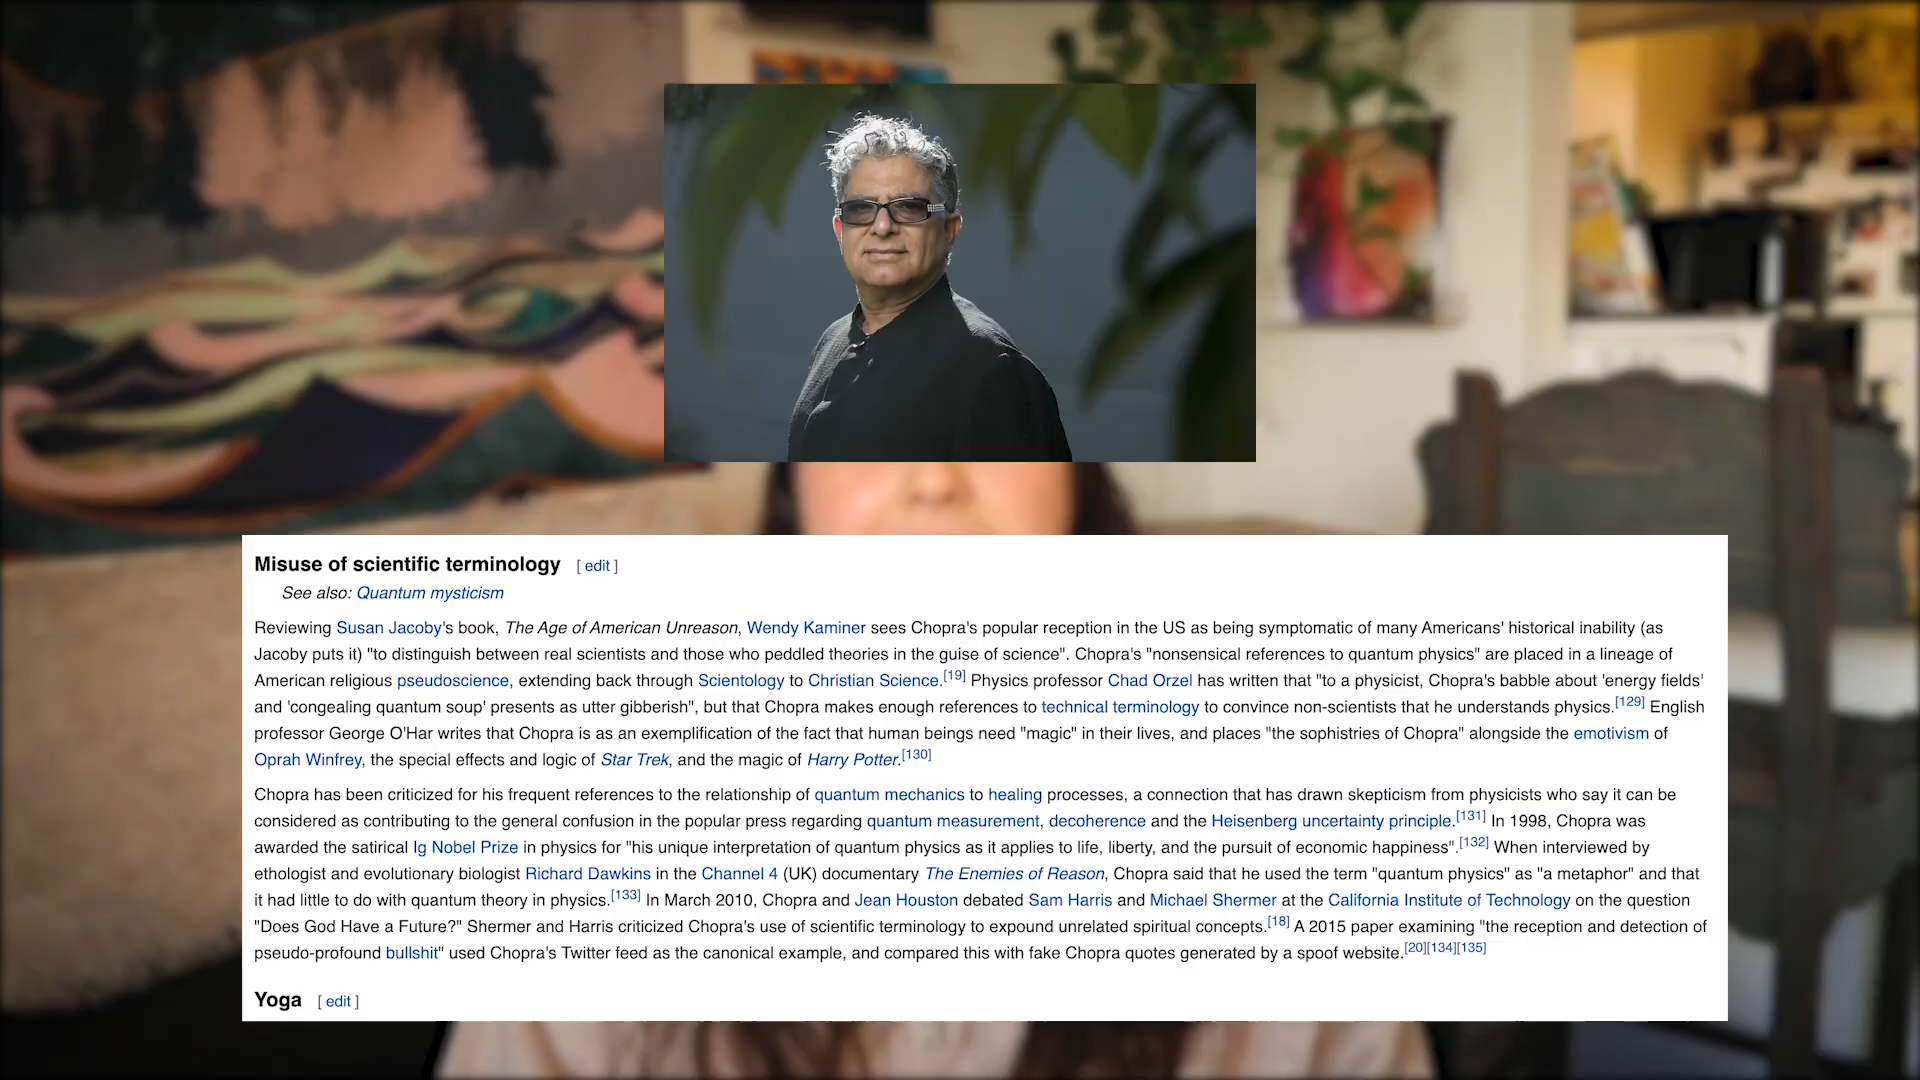 Misuse of scientific terminology [ edit ]
See also: Quantum mysticism
Reviewing Susan Jacoby's book, The Age of American Unreason, Wendy Kaminer sees Chopra's popular reception in the US as being symptomatic of many Americans' historical inability (as
Jacoby puts it) "to distinguish between real scientists and those who peddled theories in the guise of science". Chopra's "nonsensical references to quantum physics" are placed in a lineage of
American religious pseudoscience, extending back through Scientology to Christian Science.[19] Physics professor Chad Orzel has written that "to a physicist, Chopra's babble about 'energy fields'
and 'congealing quantum soup' presents as utter gibberish", but that Chopra makes enough references to technical terminology to convince non-scientists that he understands physics.[129] English
professor George O'Har writes that Chopra is as an exemplification of the fact that human beings need "magic" in their lives, and places "the sophistries of Chopra" alongside the emotivism of
Oprah Winfrey, the special effects and logic of Star Trek, and the magic of Harry Potter.[130]
Chopra has been criticized for his frequent references to the relationship of quantum mechanics to healing processes, a connection that has drawn skepticism from physicists who say it can be
considered as contributing to the general confusion in the popular press regarding quantum measurement, decoherence and the Heisenberg uncertainty principle.[131] In 1998, Chopra was
awarded the satirical Ig Nobel Prize in physics for "his unique interpretation of quantum physics as it applies to life, liberty, and the pursuit of economic happiness".[132] When interviewed by
ethologist and evolutionary biologist Richard Dawkins in the Channel 4 (UK) documentary The Enemies of Reason, Chopra said that he used the term "quantum physics" as "a metaphor" and that
it had little to do with quantum theory in physics.[133] In March 2010, Chopra and Jean Houston debated Sam Harris and Michael Shermer at the California Institute of Technology on the question
"Does God Have a Future?" Shermer and Harris criticized Chopra's use of scientific terminology to expound unrelated spiritual concepts.[18] A 2015 paper examining "the reception and detection of
pseudo-profound bullshit" used Chopra's Twitter feed as the canonical example, and compared this with fake Chopra quotes generated by a spoof website.[20][134][135]
Yoga [ edit ]